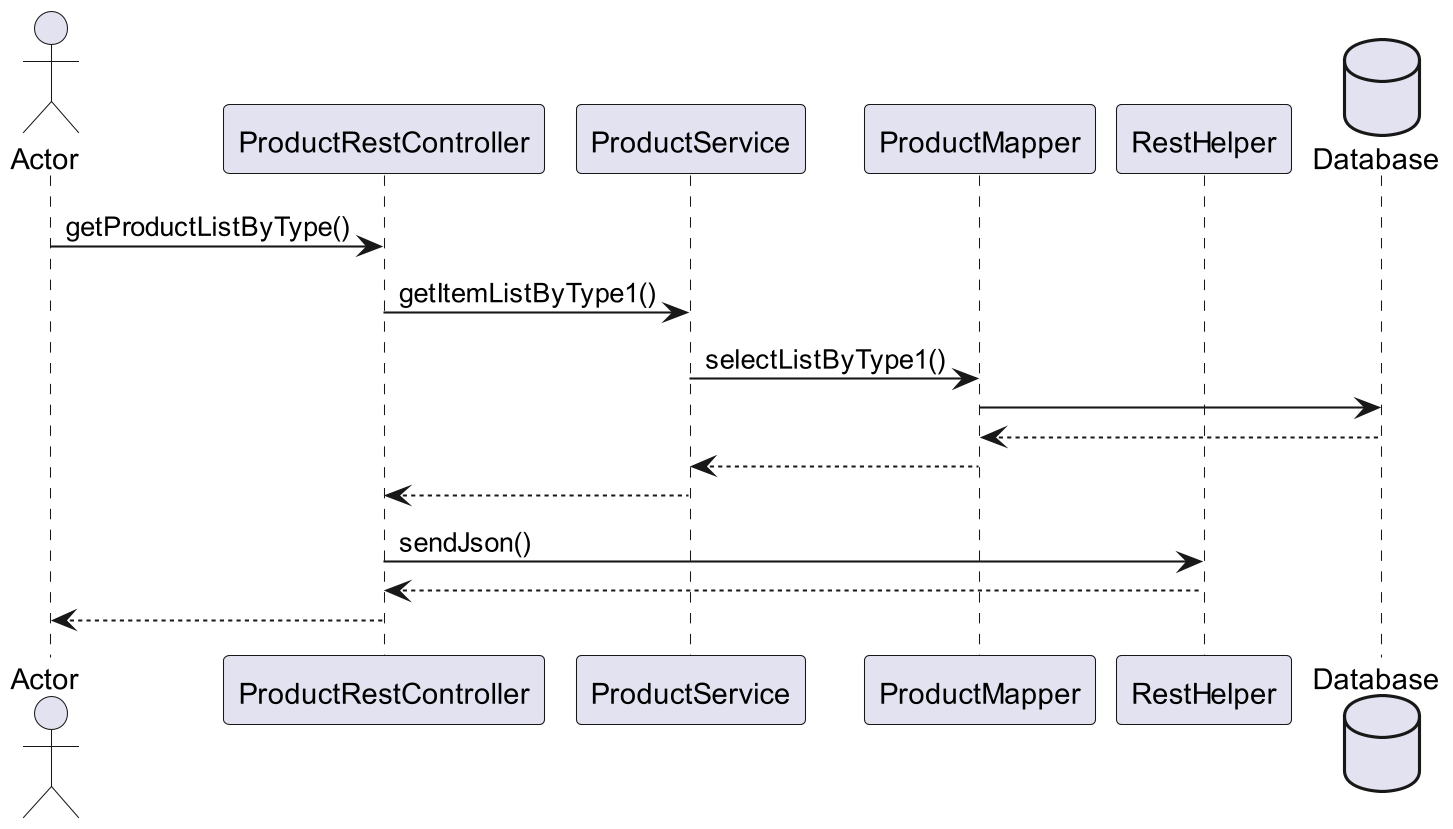 Actor
ProductRestController
ProductService
ProductMapper
RestHelper
Database
getProductListByType()
getItemListByType1()
selectListByType1()
sendJson()
Actor
ProductRestController
ProductService
ProductMapper
RestHelper
Database